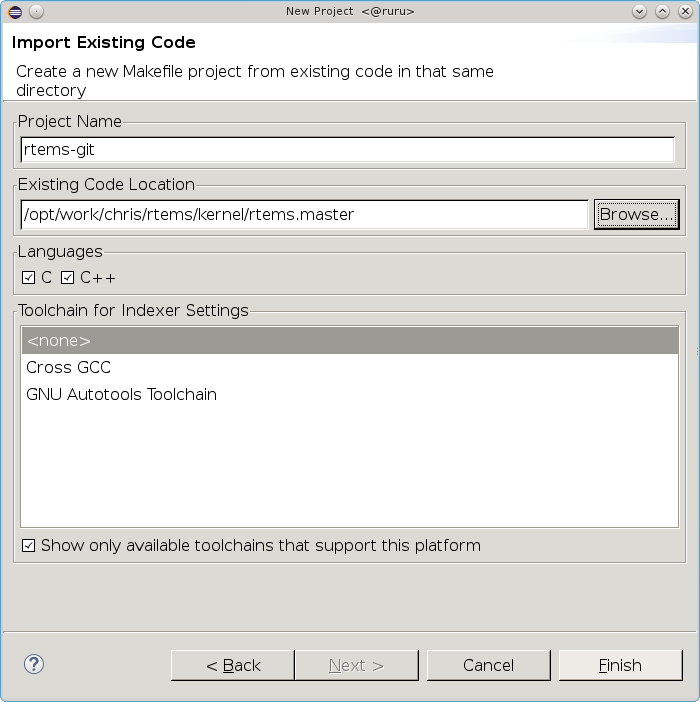 New Project <@ruru>
Import Existing Code
Create a new Makefile project from existing code in that same
directory
Project Name
rtems-git
Existing Code Location
/opt/work/chris/rtems/kernel/rtems.master
Browse...
Languages
C C++
Toolchain for Indexer Settings
<none>
Cross GCC
GNU Autotools Toolchain
Show only available toolchains that support this platform
? < Back Next > Cancel Finish